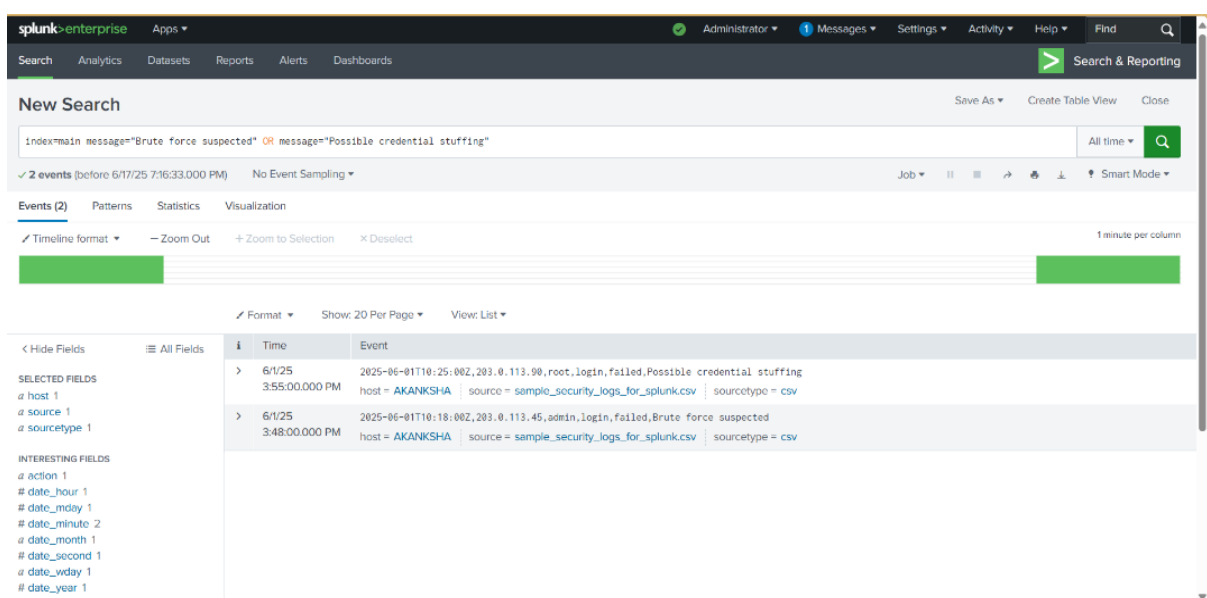 splunk>enterprise Apps Administrator 1 Messages Settings Activity Help Find
Search Analytics Datasets Reports Alerts Dashboards Search & Reporting
New Search Save As Create Table View Close
index=main message="Brute force suspected" OR message="Possible credential stuffing" All time
2 events (before 6/17/25 7:16:33.000 PM) No Event Sampling Job Smart Mode
Events (2) Patterns Statistics Visualization
Timeline format — Zoom Out + Zoom to Selection × Deselect 1 minute per column
Format Show: 20 Per Page View: List
< Hide Fields All Fields i Time Event
SELECTED FIELDS
a host 1
a source 1
a sourcetype 1
INTERESTING FIELDS
a action 1
# date_hour 1
# date_mday 1
# date_minute 2
a date_month 1
# date_second 1
a date_wday 1
# date_year 1
> 6/1/25 2025-06-01T10:25:00Z,203.0.113.90,root,login,failed,Possible credential stuffing
3:55:00.000 PM host = AKANKSHA source = sample_security_logs_for_splunk.csv sourcetype = csv
> 6/1/25 2025-06-01T10:18:00Z,203.0.113.45,admin,login,failed,Brute force suspected
3:48:00.000 PM host = AKANKSHA source = sample_security_logs_for_splunk.csv sourcetype = csv